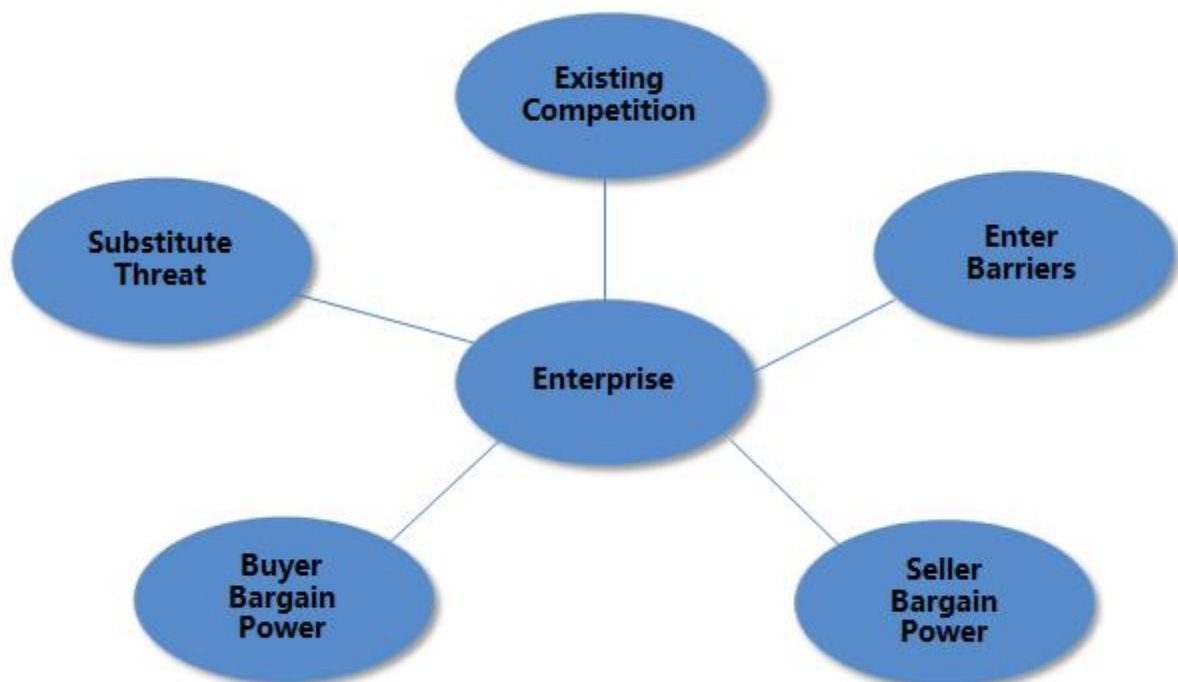 Existing
Competition
Substitute
Threat
Enter
Barriers
Enterprise
Buyer
Bargain
Power
Seller
Bargain
Power